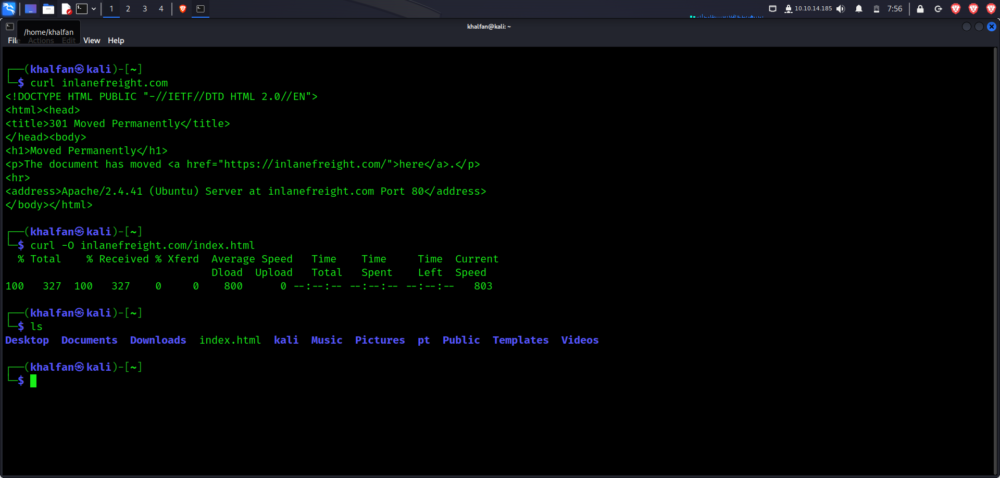 1 2 3 4 10.10.14.185 7:56
khalfan@kali: ~
/home/khalfan
File Actions Edit View Help
┌──(khalfan㉿kali)-[~]
└─$ curl inlanefreight.com
<!DOCTYPE HTML PUBLIC "-//IETF//DTD HTML 2.0//EN">
<html><head>
<title>301 Moved Permanently</title>
</head><body>
<h1>Moved Permanently</h1>
<p>The document has moved <a href="https://inlanefreight.com/">here</a>.</p>
<hr>
<address>Apache/2.4.41 (Ubuntu) Server at inlanefreight.com Port 80</address>
</body></html>
┌──(khalfan㉿kali)-[~]
└─$ curl -O inlanefreight.com/index.html
% Total % Received % Xferd Average Speed Time Time Time Current
Dload Upload Total Spent Left Speed
100 327 100 327 0 0 800 0 --:--:-- --:--:-- --:--:-- 803
┌──(khalfan㉿kali)-[~]
└─$ ls
Desktop Documents Downloads index.html kali Music Pictures pt Public Templates Videos
┌──(khalfan㉿kali)-[~]
└─$